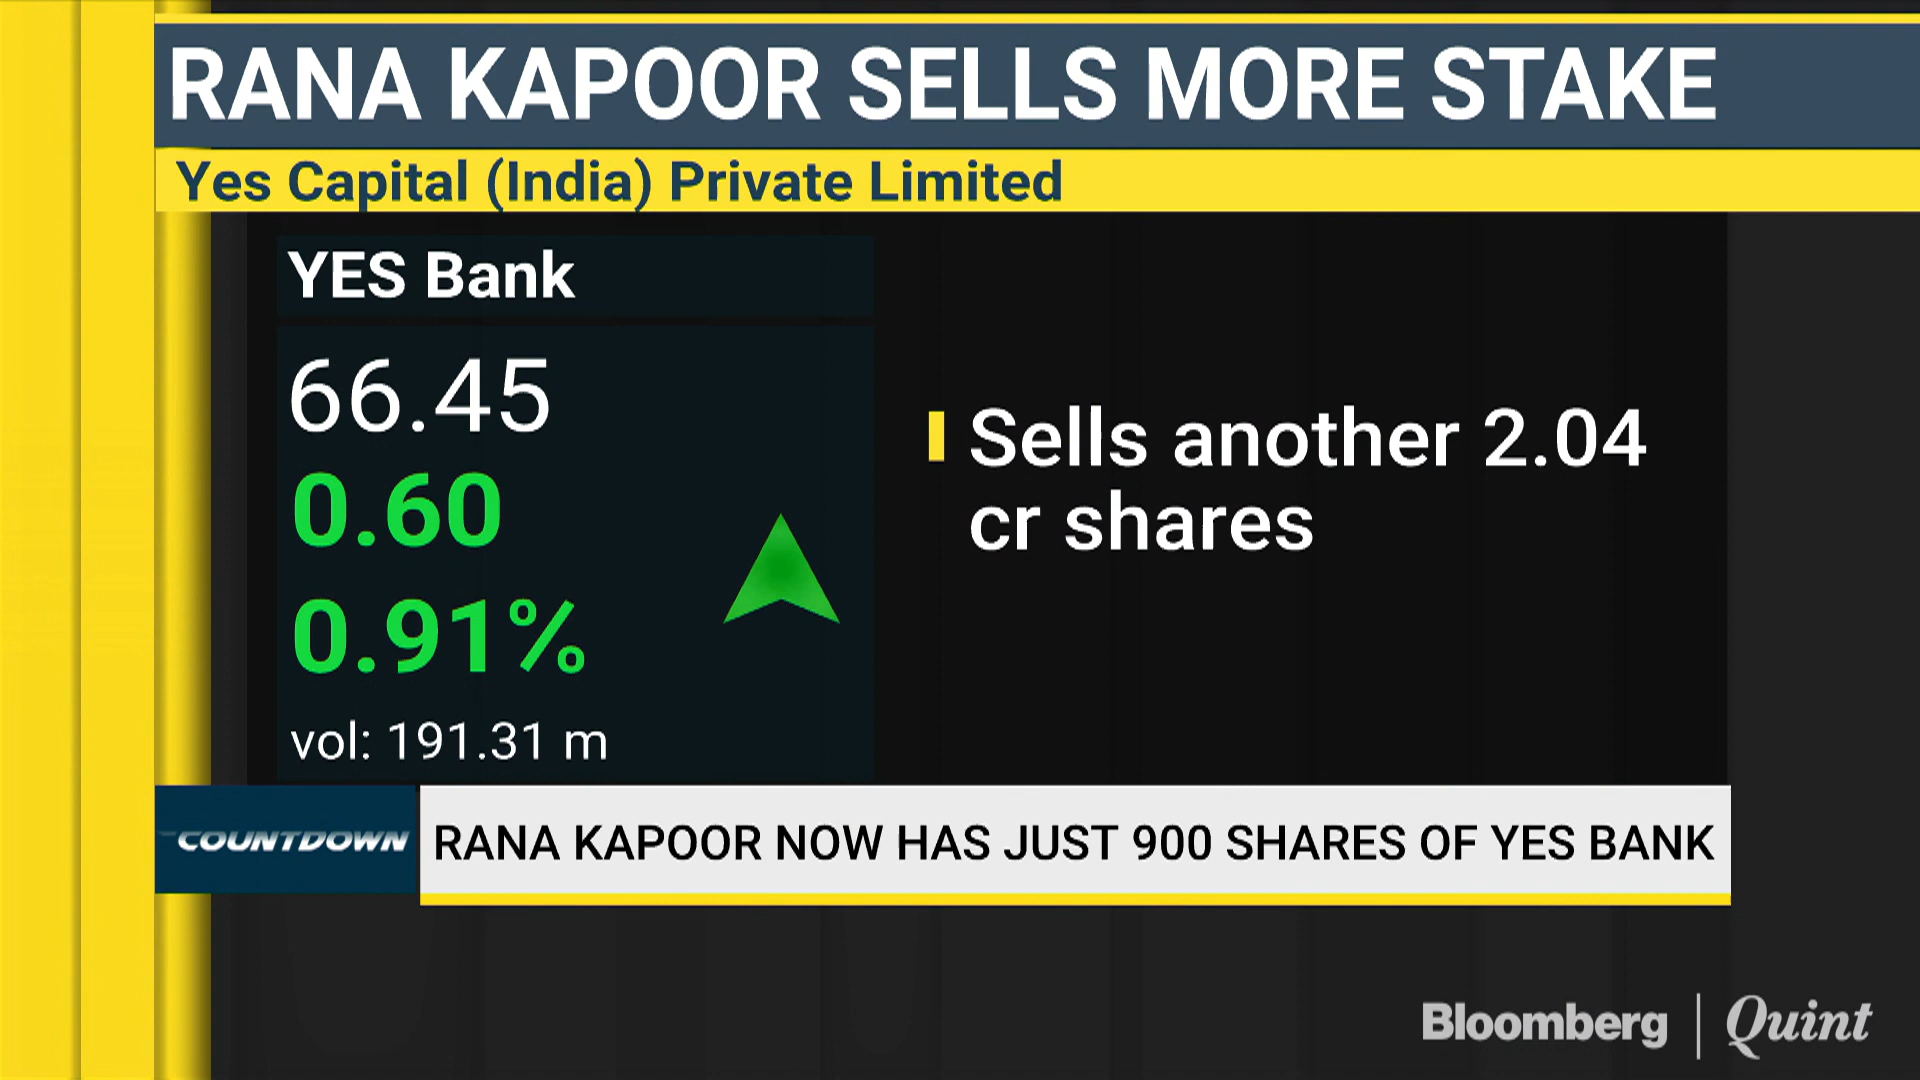 RANA KAPOOR SELLS MORE STAKE
Yes Capital (India) Private Limited
YES Bank
66.45
0.60
0.91%
vol: 191.31 m
Sells another 2.04
cr shares
COUNTDOWN
RANA KAPOOR NOW HAS JUST 900 SHARES OF YES BANK
Bloomberg | Quint